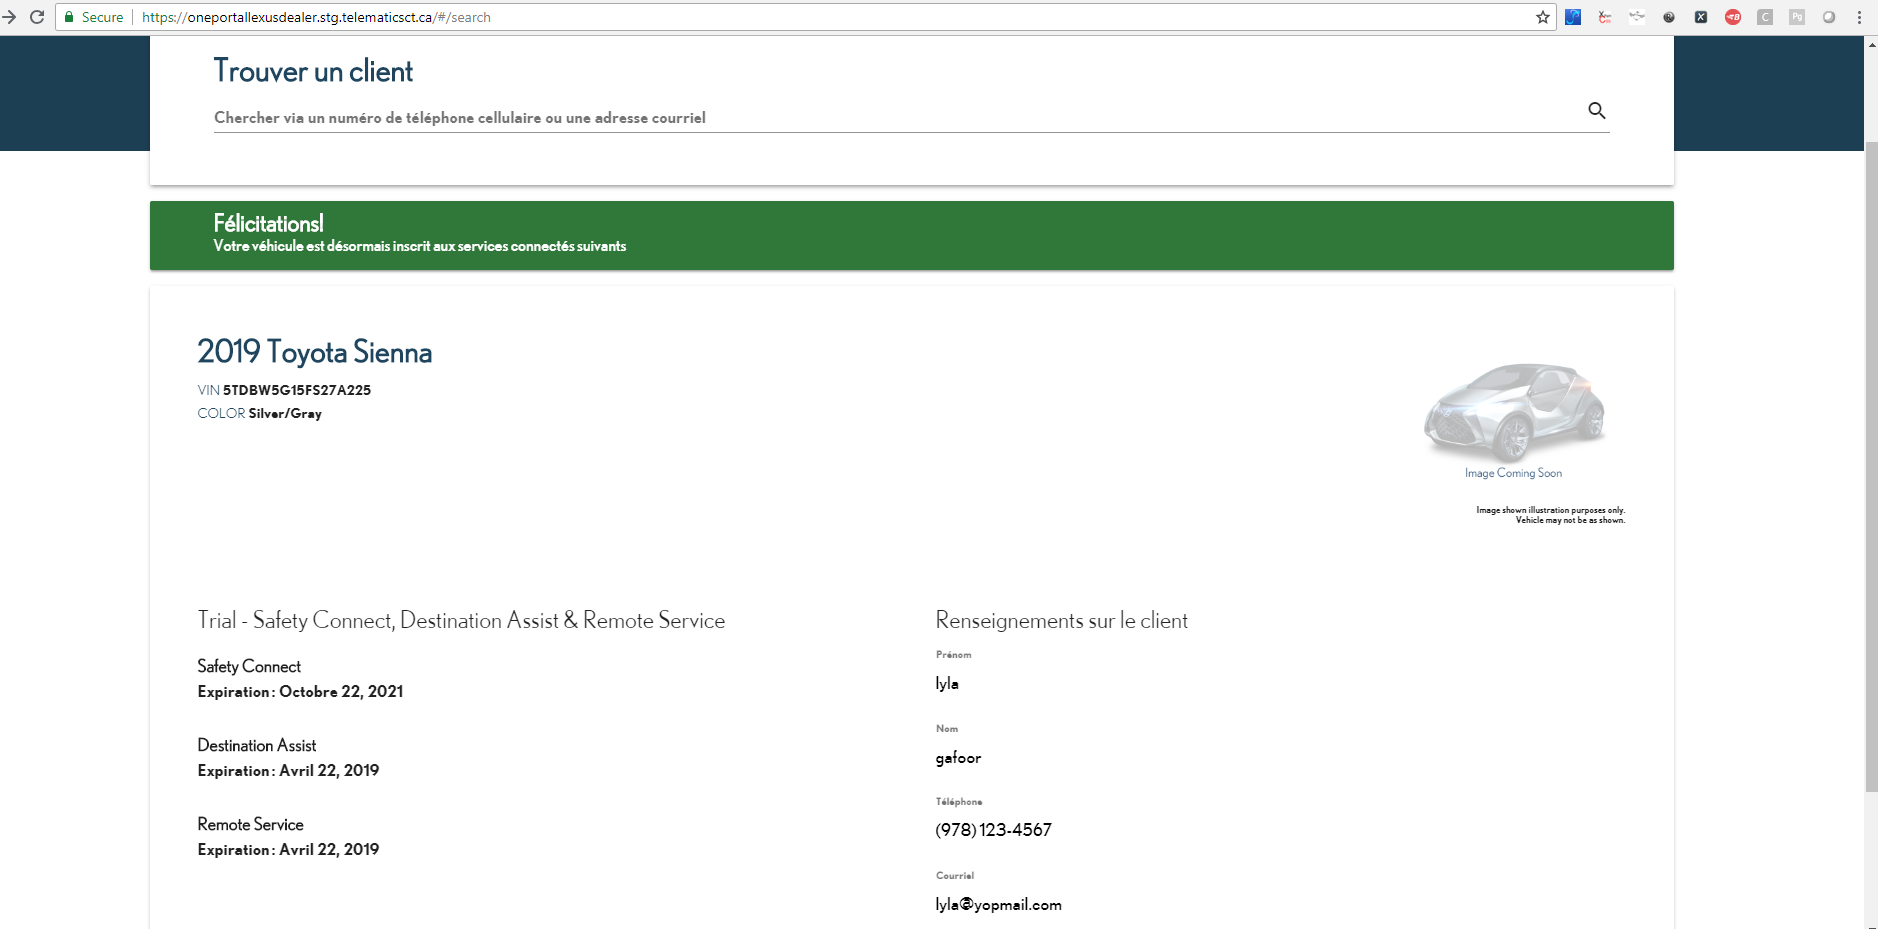 Secure
https://oneportallexusdealer.stg.telematicsct.ca/#/search
Trouver un client
Chercher via un numéro de téléphone cellulaire ou une adresse courriel
Félicitations!
Votre véhicule est désormais inscrit aux services connectés suivants
2019 Toyota Sienna
VIN 5TDBW5G15FS27A225
COLOR Silver/Gray
Image Coming Soon
Image shown illustration purposes only.
Vehicle may not be as shown.
Trial - Safety Connect, Destination Assist & Remote Service
Safety Connect
Expiration : Octobre 22, 2021
Destination Assist
Expiration : Avril 22, 2019
Remote Service
Expiration : Avril 22, 2019
Renseignements sur le client
Prénom
lyla
Nom
gafoor
Téléphone
(978) 123-4567
Courriel
lyla@yopmail.com